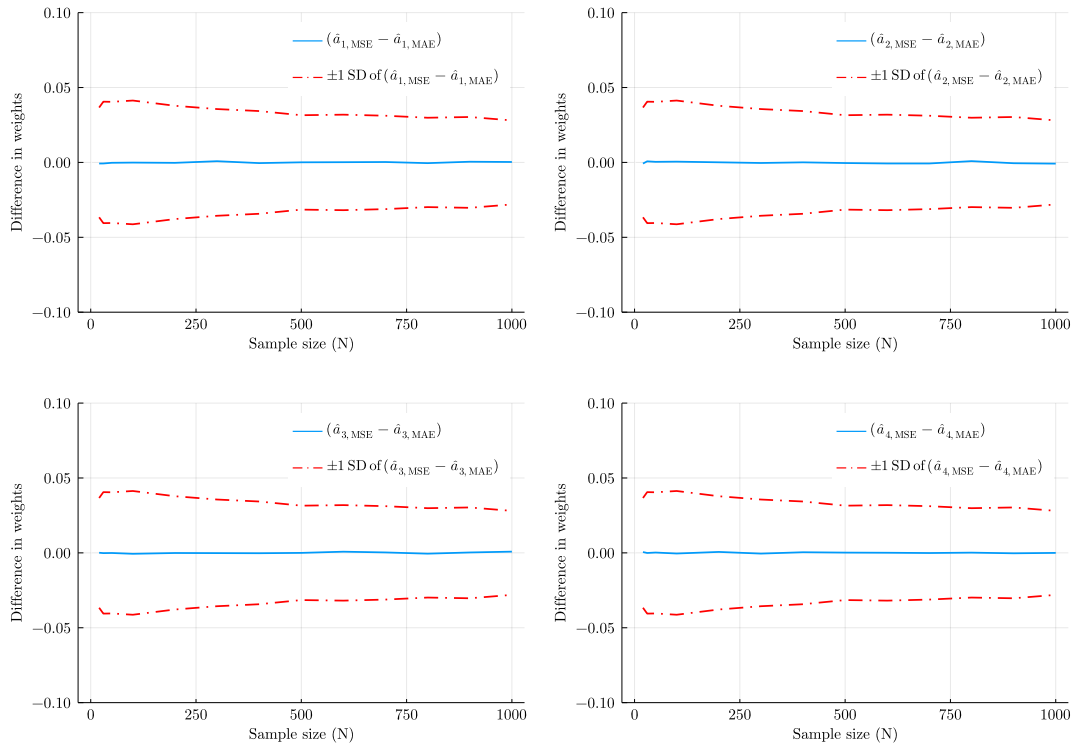 0.10
0.05
0.00
−0.05
−0.10
Difference in weights
(â₁,MSE − â₁,MAE)
±1 SD of (â₁,MSE − â₁,MAE)
0 250 500 750 1000
Sample size (N)
0.10
0.05
0.00
−0.05
−0.10
Difference in weights
(â₂,MSE − â₂,MAE)
±1 SD of (â₂,MSE − â₂,MAE)
0 250 500 750 1000
Sample size (N)
0.10
0.05
0.00
−0.05
−0.10
Difference in weights
(â₃,MSE − â₃,MAE)
±1 SD of (â₃,MSE − â₃,MAE)
0 250 500 750 1000
Sample size (N)
0.10
0.05
0.00
−0.05
−0.10
Difference in weights
(â₄,MSE − â₄,MAE)
±1 SD of (â₄,MSE − â₄,MAE)
0 250 500 750 1000
Sample size (N)